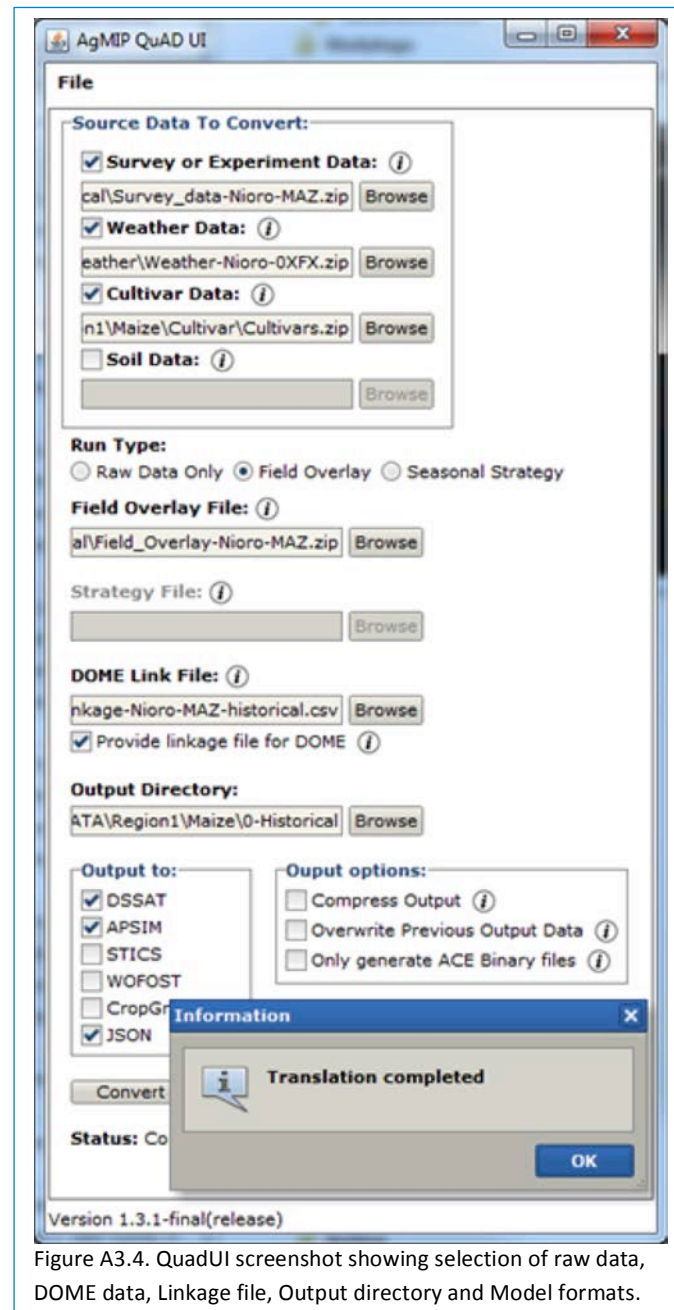 AgMIP QuAD UI
File
Source Data To Convert:
Survey or Experiment Data: i
cal\Survey_data-Nioro-MAZ.zip Browse
Weather Data: i
eather\Weather-Nioro-0XFX.zip Browse
Cultivar Data: i
n1\Maize\Cultivar\Cultivars.zip Browse
Soil Data: i
Browse
Run Type:
Raw Data Only Field Overlay Seasonal Strategy
Field Overlay File: i
al\Field_Overlay-Nioro-MAZ.zip Browse
Strategy File: i
Browse
DOME Link File: i
nkage-Nioro-MAZ-historical.csv Browse
Provide linkage file for DOME i
Output Directory:
ATA\Region1\Maize\0-Historical Browse
Output to:
DSSAT
APSIM
STICS
WOFOST
CropGr
JSON
Ouput options:
Compress Output i
Overwrite Previous Output Data i
Only generate ACE Binary files i
Information
Translation completed
OK
Convert
Status: Co
Version 1.3.1-final(release)
Figure A3.4. QuadUI screenshot showing selection of raw data,
DOME data, Linkage file, Output directory and Model formats.